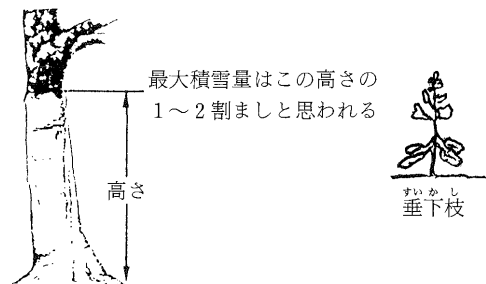 最大積雪量はこの高さの
1〜2割ましと思われる
高さ
すいかし
垂下枝